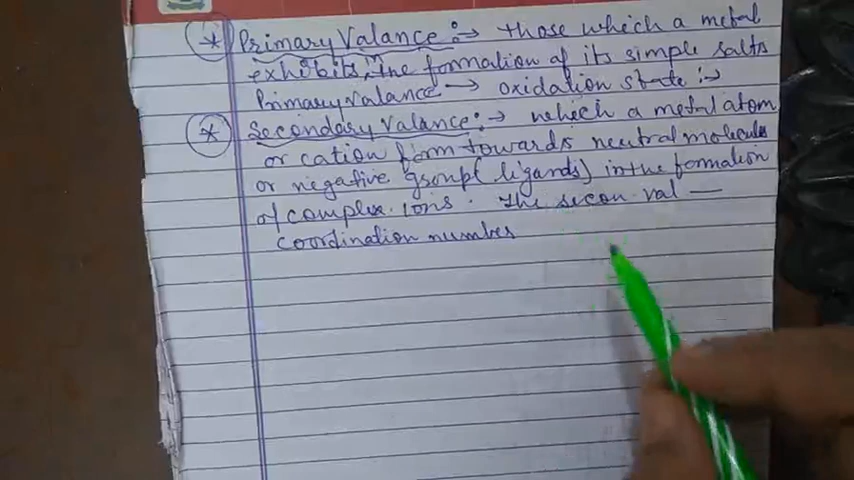 * Primary Valance :→ those which a metal
exhibits in the formation of its simple salts
Primary valance → oxidation state :→
* Secondary valance :→ which a metal atom
or cation form towards neutral molecules
or negative group (ligands) in the formation
of complex ions. The secon val —
coordination number